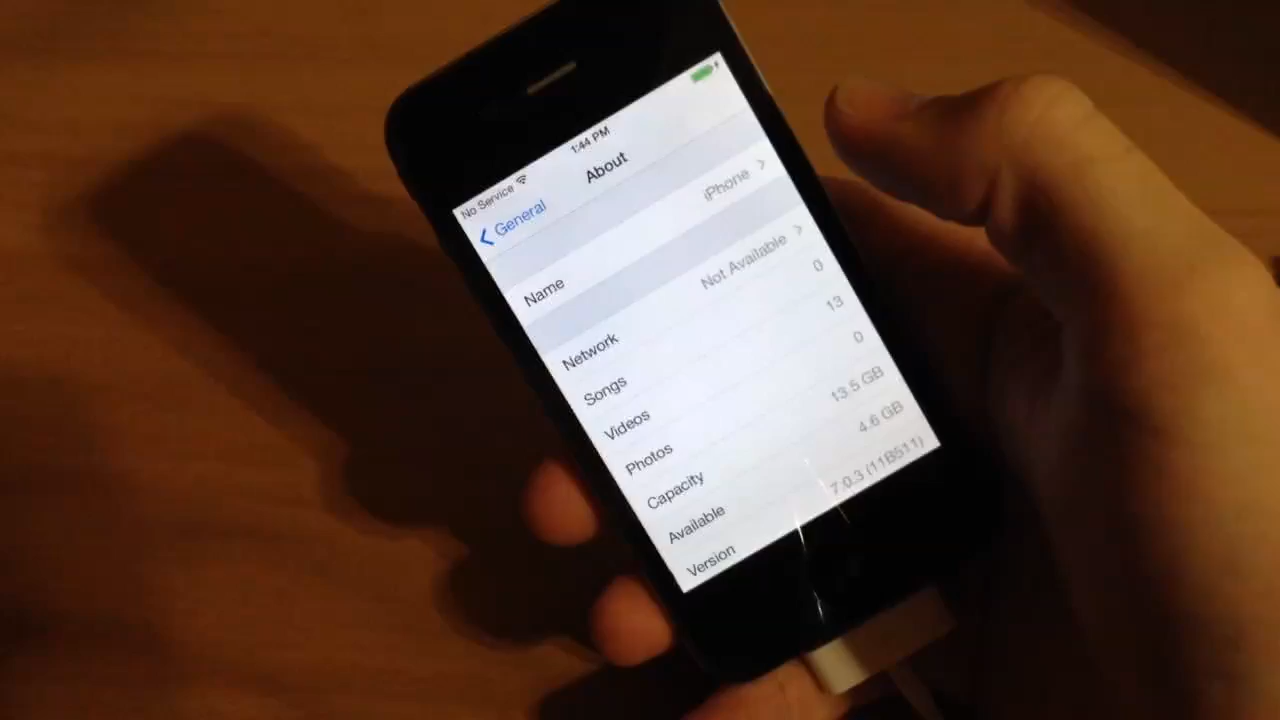 No Service 1:44 PM
General About
Name iPhone
Network Not Available
Songs 0
Videos 13
Photos 0
Capacity 13.5 GB
Available 4.6 GB
Version 7.0.3 (11B511)